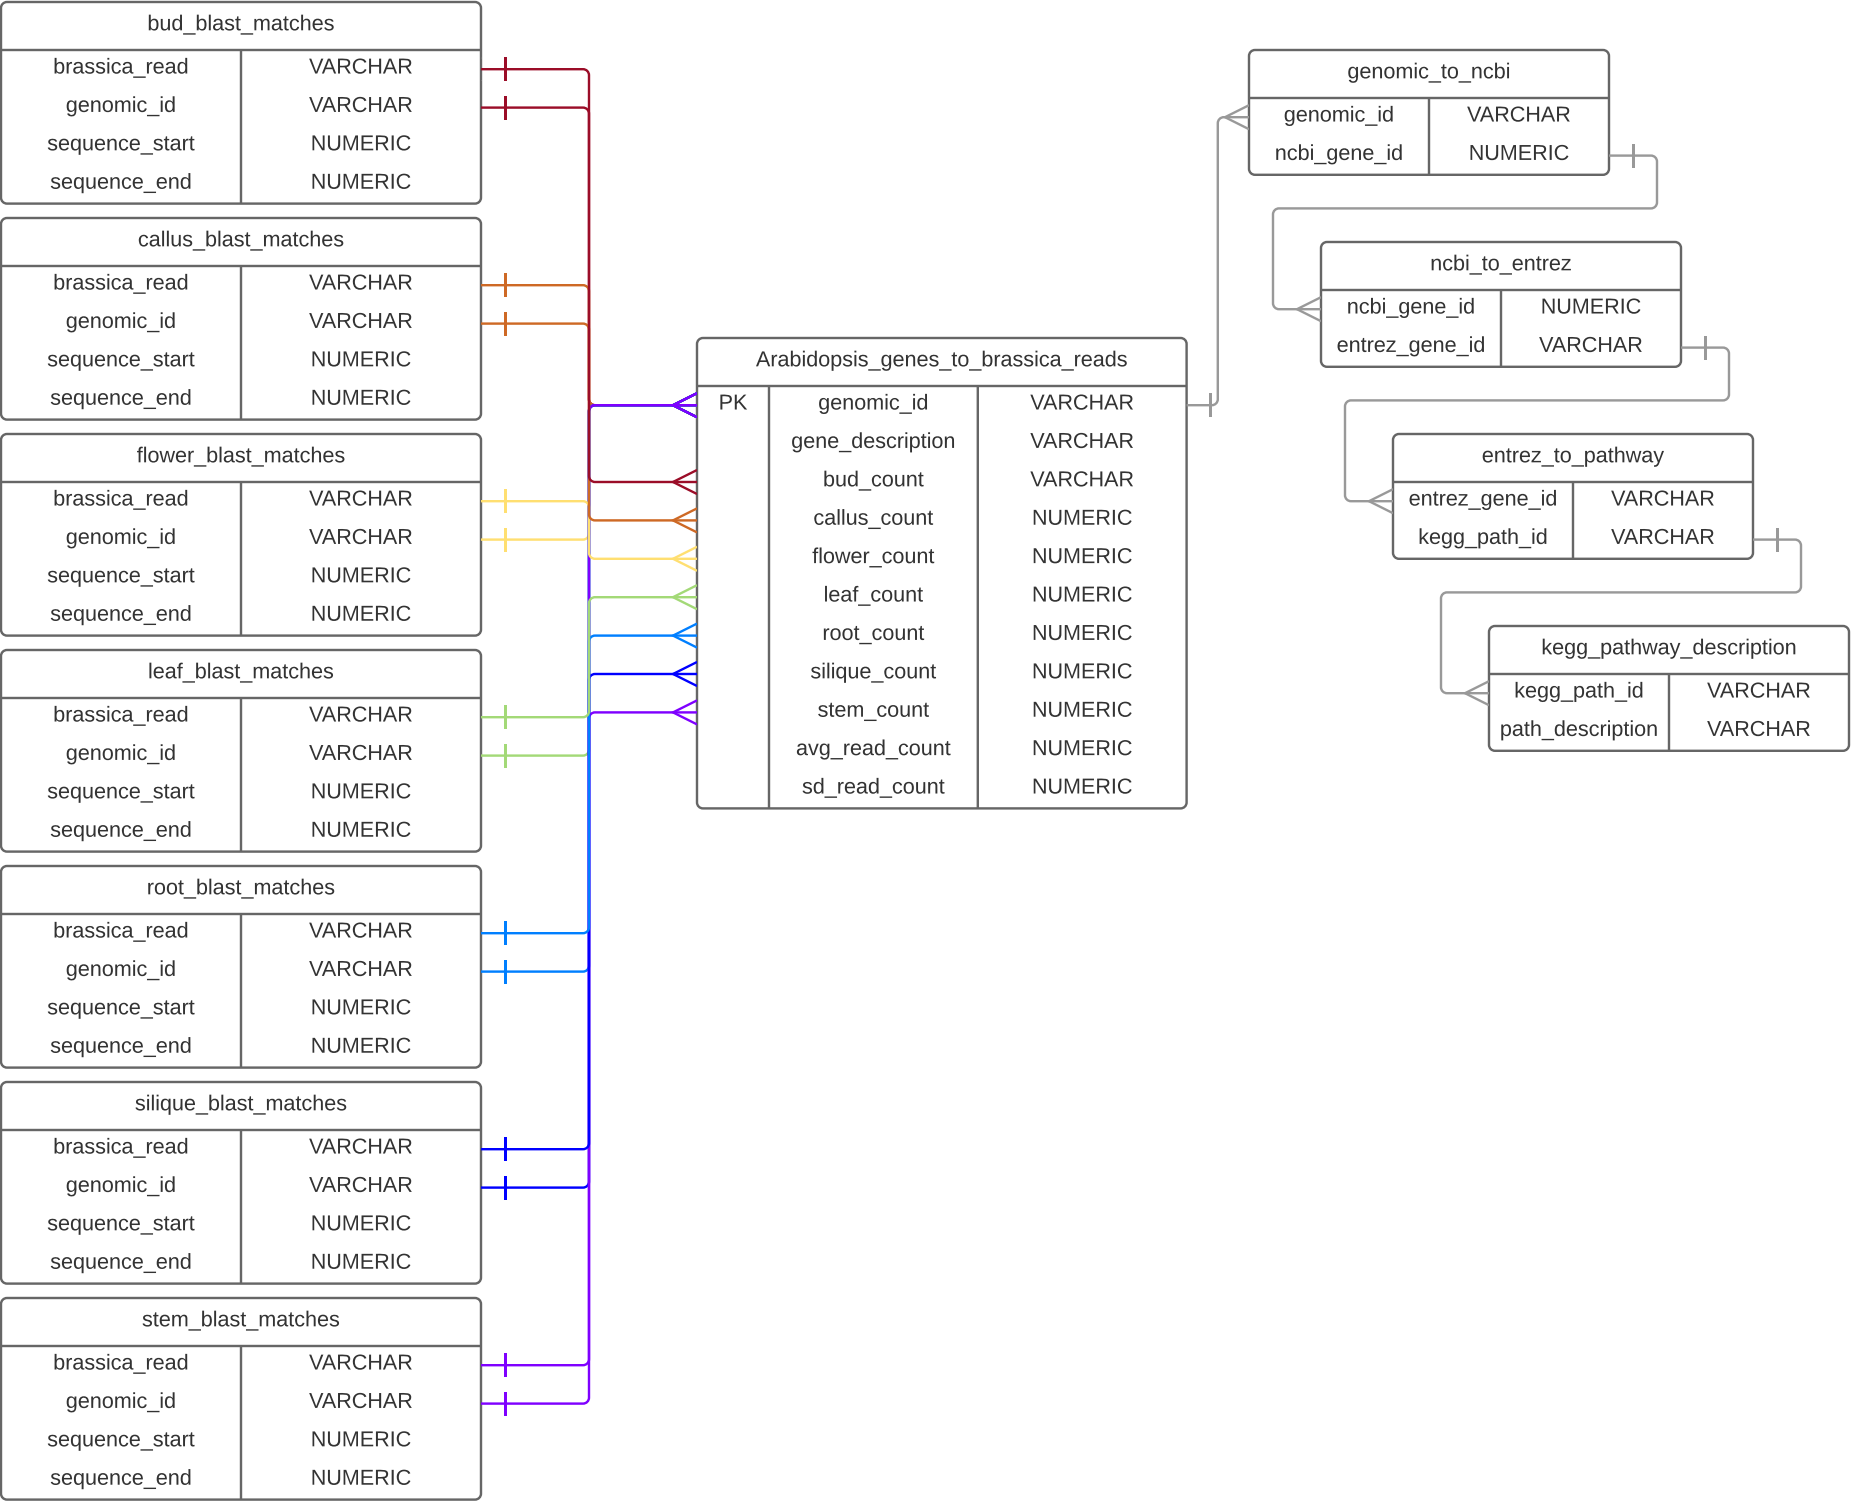 bud_blast_matches
brassica_read VARCHAR
genomic_id VARCHAR
sequence_start NUMERIC
sequence_end NUMERIC
callus_blast_matches
brassica_read VARCHAR
genomic_id VARCHAR
sequence_start NUMERIC
sequence_end NUMERIC
flower_blast_matches
brassica_read VARCHAR
genomic_id VARCHAR
sequence_start NUMERIC
sequence_end NUMERIC
leaf_blast_matches
brassica_read VARCHAR
genomic_id VARCHAR
sequence_start NUMERIC
sequence_end NUMERIC
root_blast_matches
brassica_read VARCHAR
genomic_id VARCHAR
sequence_start NUMERIC
sequence_end NUMERIC
silique_blast_matches
brassica_read VARCHAR
genomic_id VARCHAR
sequence_start NUMERIC
sequence_end NUMERIC
stem_blast_matches
brassica_read VARCHAR
genomic_id VARCHAR
sequence_start NUMERIC
sequence_end NUMERIC
Arabidopsis_genes_to_brassica_reads
PK genomic_id VARCHAR
gene_description VARCHAR
bud_count VARCHAR
callus_count NUMERIC
flower_count NUMERIC
leaf_count NUMERIC
root_count NUMERIC
silique_count NUMERIC
stem_count NUMERIC
avg_read_count NUMERIC
sd_read_count NUMERIC
genomic_to_ncbi
genomic_id VARCHAR
ncbi_gene_id NUMERIC
ncbi_to_entrez
ncbi_gene_id NUMERIC
entrez_gene_id VARCHAR
entrez_to_pathway
entrez_gene_id VARCHAR
kegg_path_id VARCHAR
kegg_pathway_description
kegg_path_id VARCHAR
path_description VARCHAR